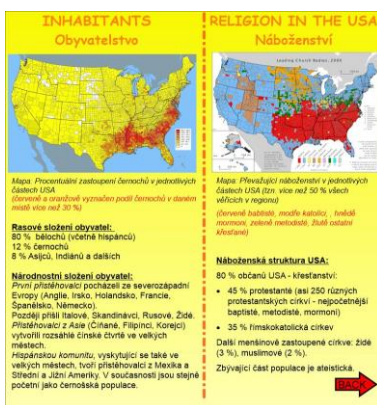 INHABITANTS
Obyvatelstvo
Mapa: Procentuální zastoupení černochů v jednotlivých
částech USA
(červeně a oranžově vyznačen podíl černochů v daném
místě více než 30 %)
Rasové složení obyvatel:
80 % bělochů (včetně hispánců)
12 % černochů
8 % Asijců, Indiánů a dalších
Národnostní složení obyvatel:
První přistěhovalci pocházejí ze severozápadní
Evropy (Anglie, Irsko, Holandsko, Francie,
Španělsko, Německo).
Později přišli Italové, Skandinávci, Rusové, Židé.
Přistěhovalci z Asie (Číňané, Filipínci, Korejci)
vytvořili rozsáhlé čínské čtvrtě ve velkých
městech.
Hispánskou komunitu, vyskytující se také ve
velkých městech, tvoří přistěhovalci z Mexika a
Střední a Jižní Ameriky. V současnosti jsou stejně
početní jako černošská populace.
RELIGION IN THE USA
Náboženství
Leading Church Bodies, 2000
Mapa: Převažující náboženství v jednotlivých
částech USA (tzn. více než 50 % všech
věřících v regionu)
(červeně babtisté, modře katolíci, hnědě
mormoni, zeleně metodisté, žlutě ostatní
křesťané)
Náboženská struktura USA:
80 % občanů USA - křesťanství:
• 45 % protestanté (asi 250 různých
protestantských církví - nejpočetnější
baptisté, metodisté, mormoni)
• 35 % římskokatolická církev
Další menšinově zastoupené církve: židé
(3 %), muslimové (2 %).
Zbývající část populace je ateistická.
BACK